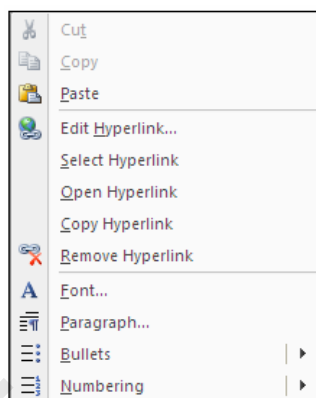 Cut
Copy
Paste
Edit Hyperlink...
Select Hyperlink
Open Hyperlink
Copy Hyperlink
Remove Hyperlink
Font...
Paragraph...
Bullets
Numbering